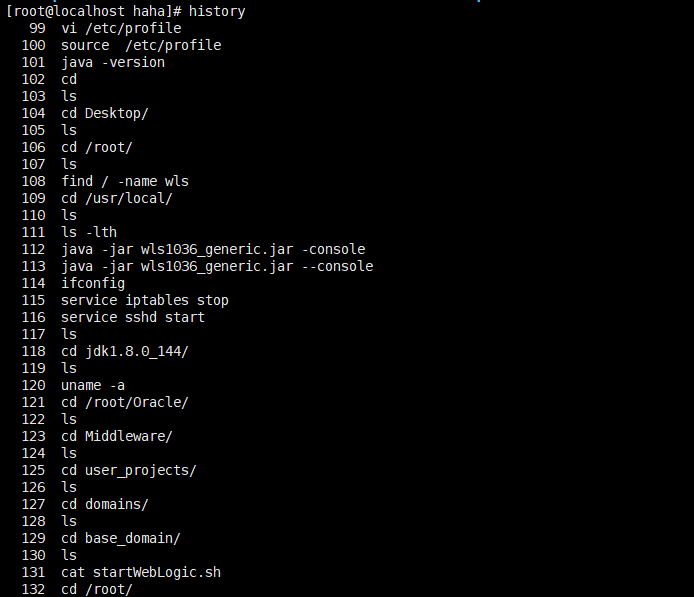 [root@localhost haha]# history
99 vi /etc/profile
100 source  /etc/profile
101 java -version
102 cd
103 ls
104 cd Desktop/
105 ls
106 cd /root/
107 ls
108 find / -name wls
109 cd /usr/local/
110 ls
111 ls -lth
112 java -jar wls1036_generic.jar -console
113 java -jar wls1036_generic.jar --console
114 ifconfig
115 service iptables stop
116 service sshd start
117 ls
118 cd jdk1.8.0_144/
119 ls
120 uname -a
121 cd /root/Oracle/
122 ls
123 cd Middleware/
124 ls
125 cd user_projects/
126 ls
127 cd domains/
128 ls
129 cd base_domain/
130 ls
131 cat startWebLogic.sh
132 cd /root/